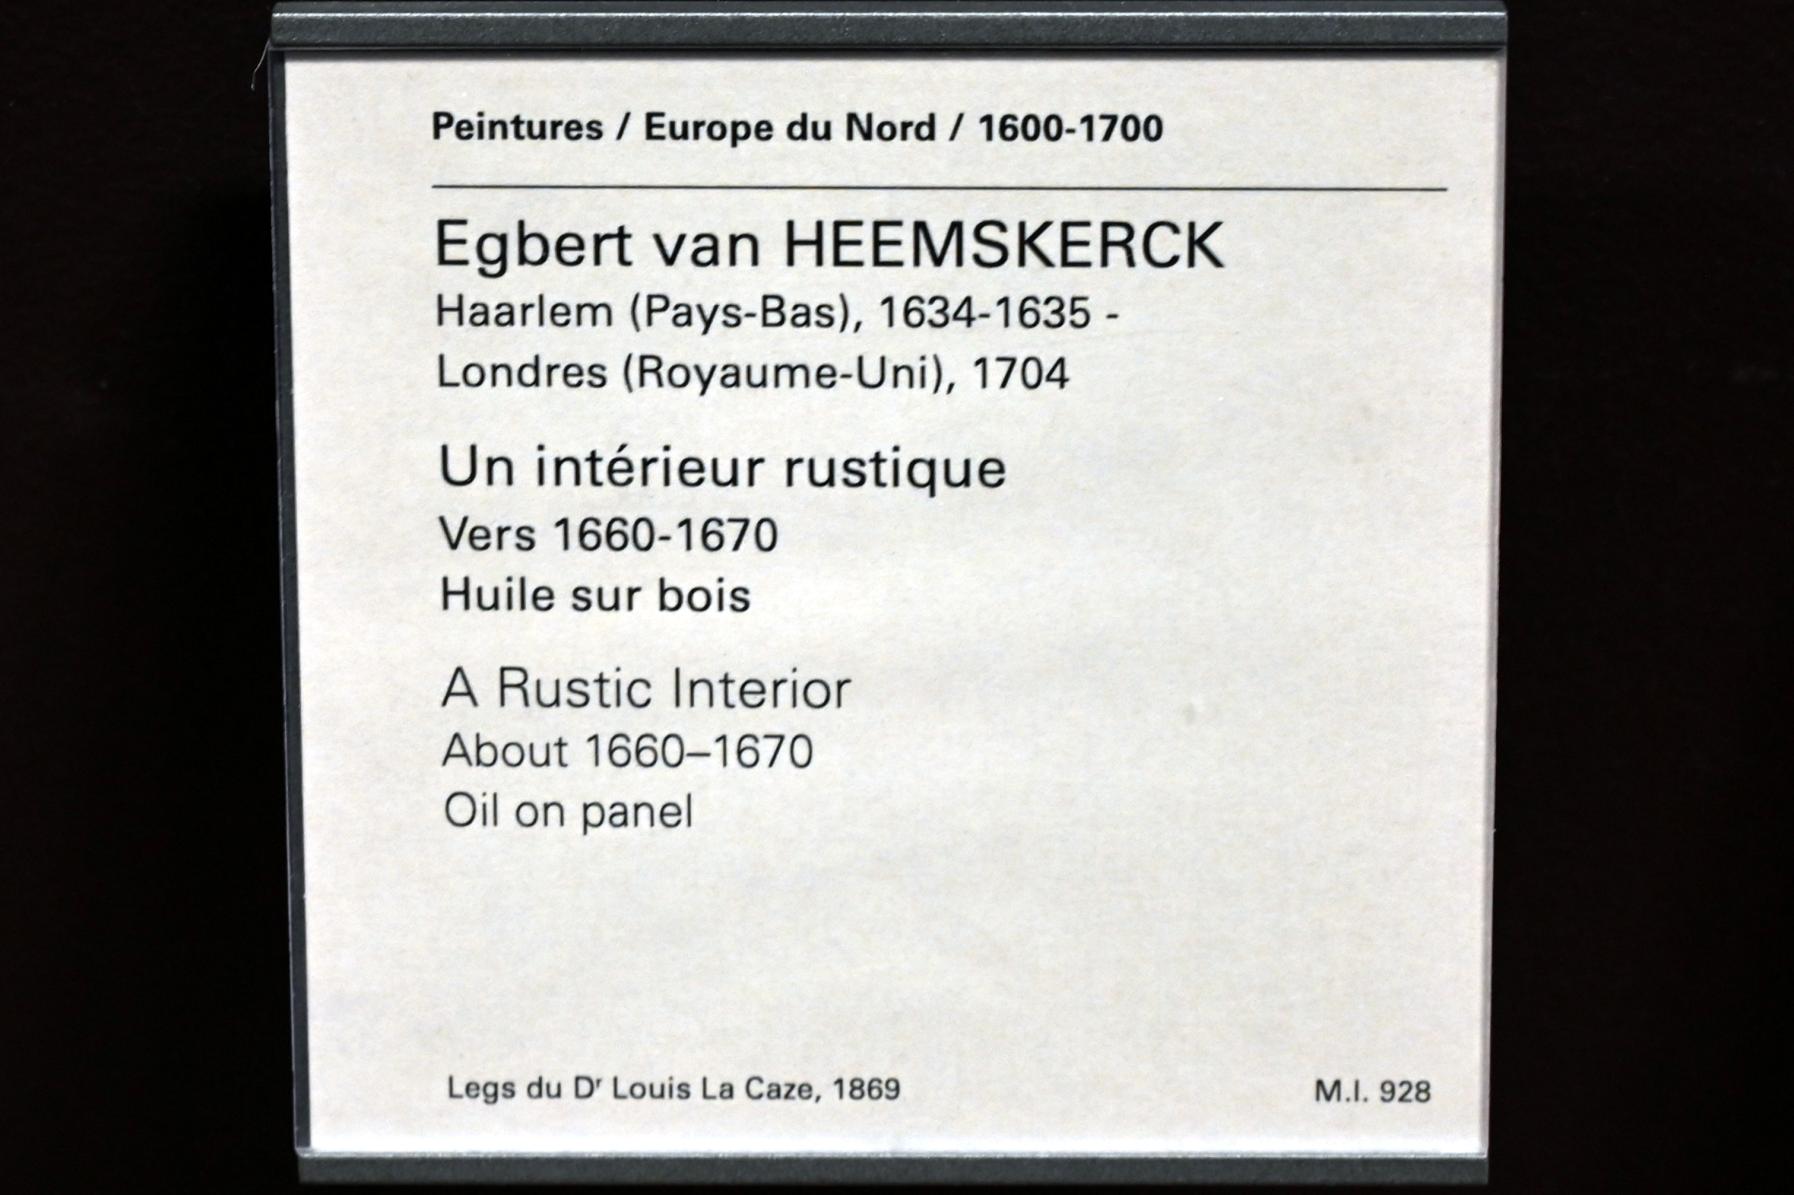 Peintures / Europe du Nord / 1600-1700
Egbert van HEEMSKERCK
Haarlem (Pays-Bas), 1634-1635 -
Londres (Royaume-Uni), 1704
Un intérieur rustique
Vers 1660-1670
Huile sur bois
A Rustic Interior
About 1660–1670
Oil on panel
Legs du Dʳ Louis La Caze, 1869
M.I. 928